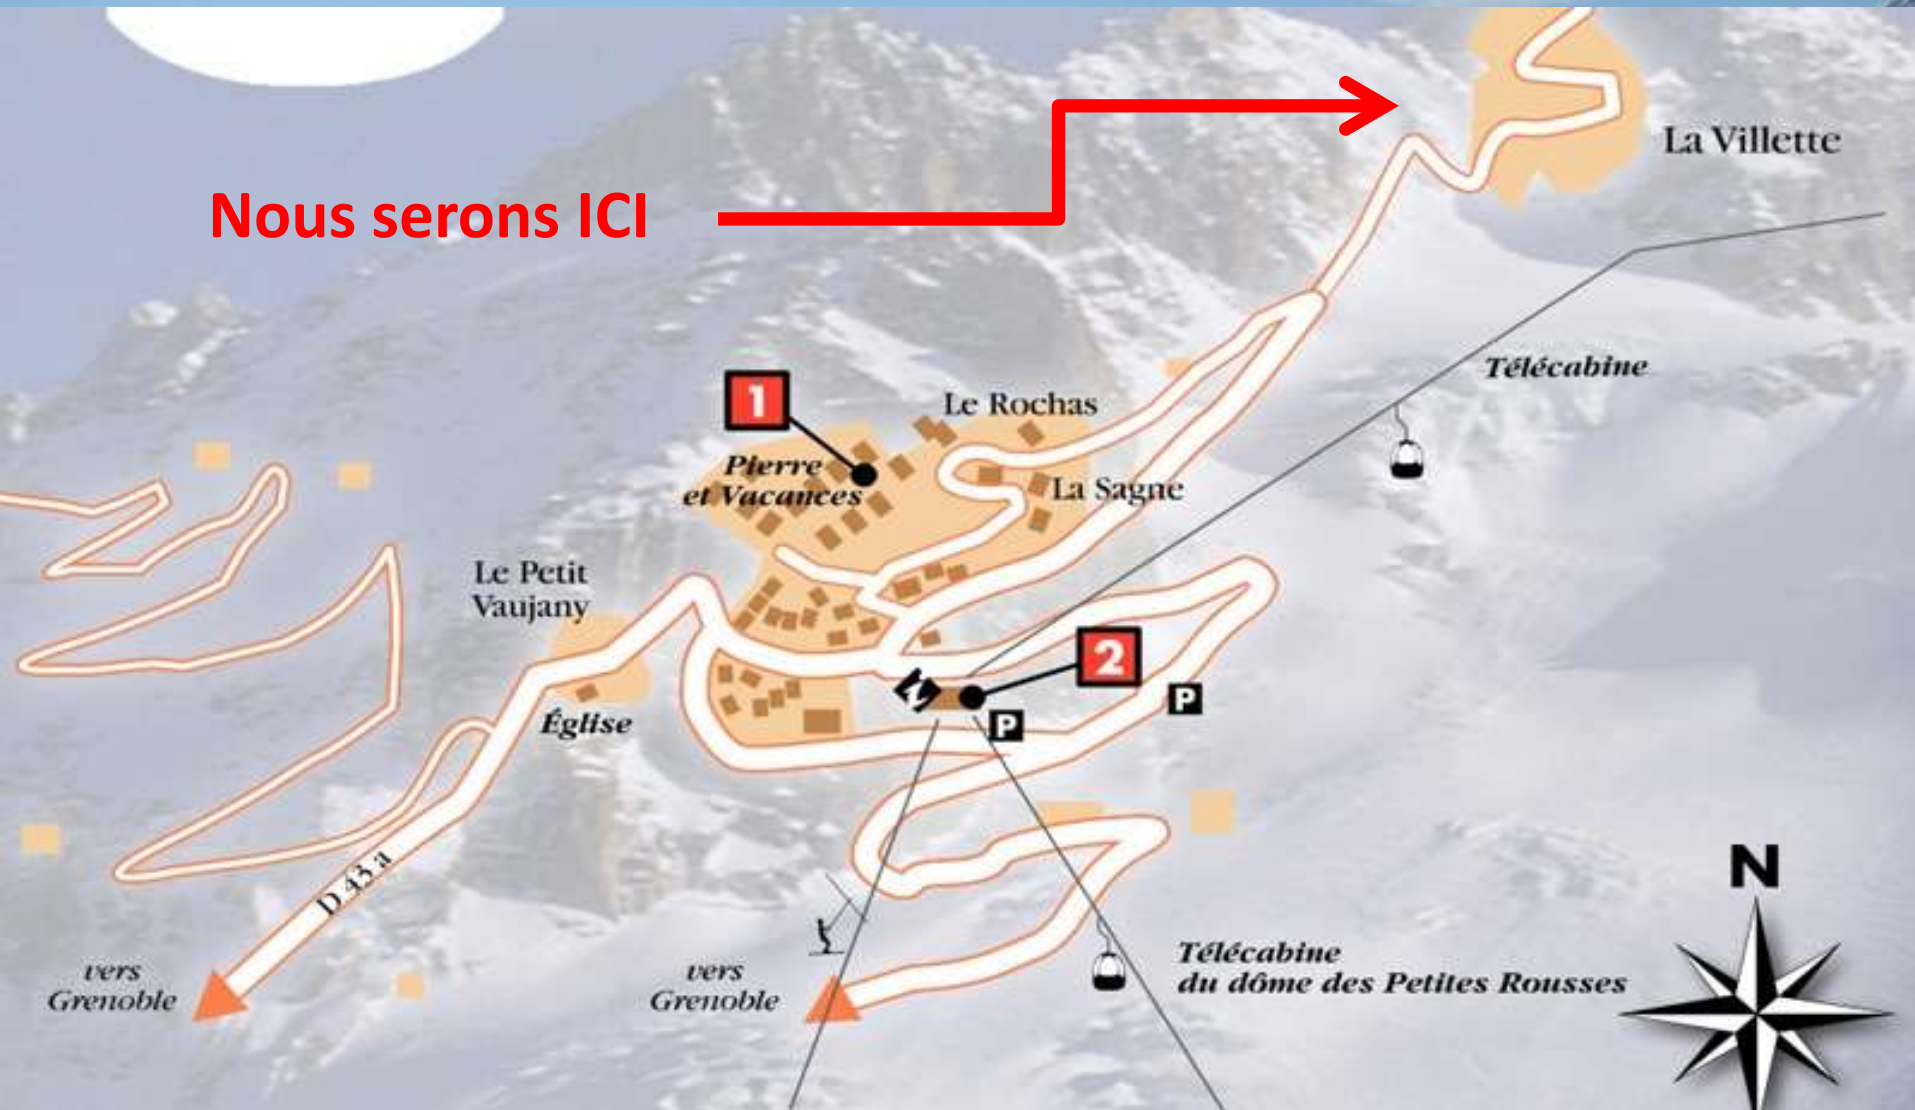 La Villette
Nous serons ICI
Télécabine
1
Le Rochas
Pierre
et Vacances
La Sagne
Le Petit
Vaujany
2
Église
P
P
D 43 a
N
vers
Grenoble
vers
Grenoble
Télécabine
du dôme des Petites Rousses